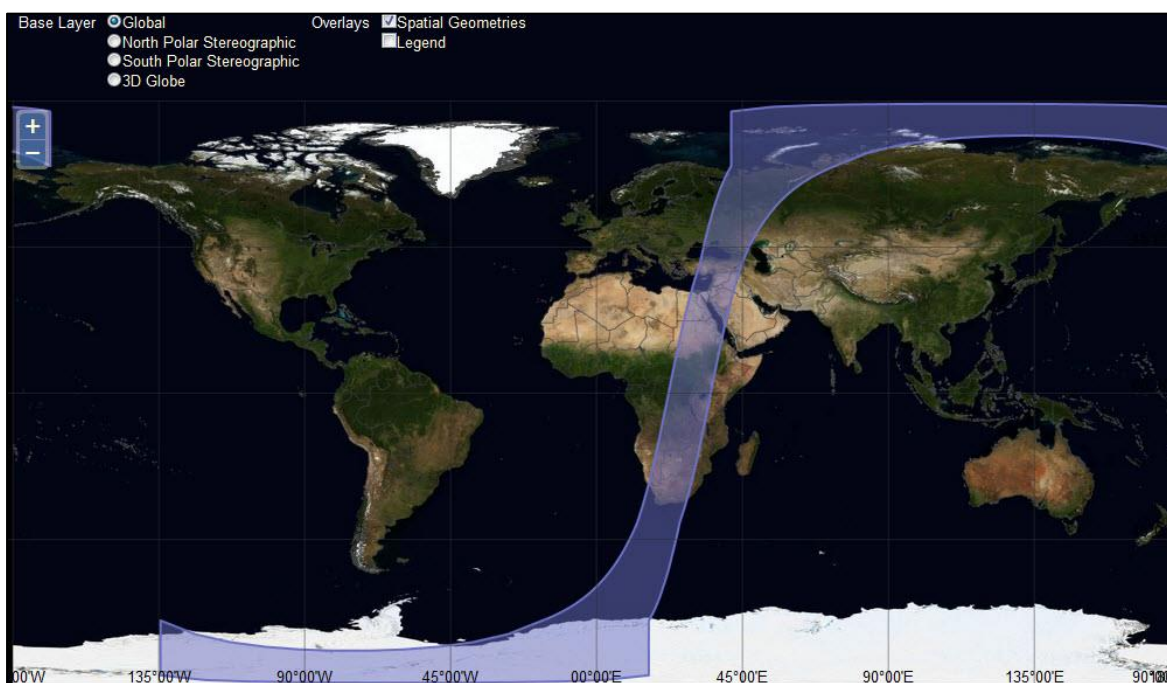 Base Layer Global Overlays Spatial Geometries
North Polar Stereographic Legend
South Polar Stereographic
3D Globe
+
−
00'W 135°00'W 90°00'W 45°00'W 00°00'E 45°00'E 90°00'E 135°00'E